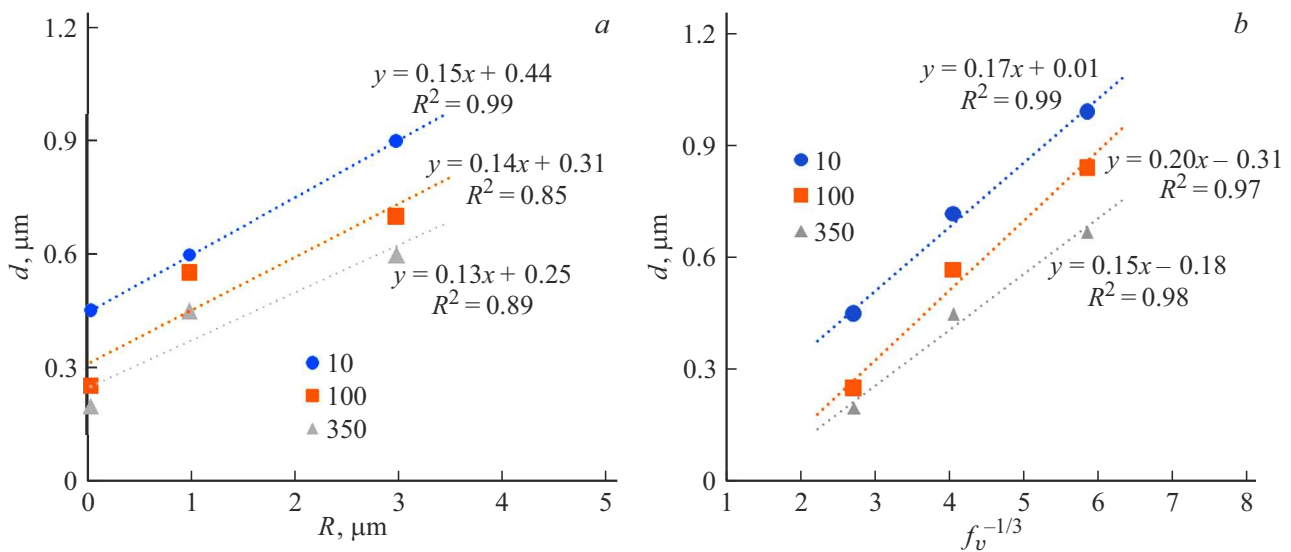 a
1.2
0.9
0.6
0.3
0
d, μm
y = 0.15x + 0.44
R² = 0.99
y = 0.14x + 0.31
R² = 0.85
y = 0.13x + 0.25
R² = 0.89
10
100
350
0 1 2 3 4 5
R, μm
b
1.2
0.9
0.6
0.3
0
d, μm
y = 0.17x + 0.01
R² = 0.99
10
100
350
y = 0.20x – 0.31
R² = 0.97
y = 0.15x – 0.18
R² = 0.98
1 2 3 4 5 6 7 8
f_v^{–1/3}